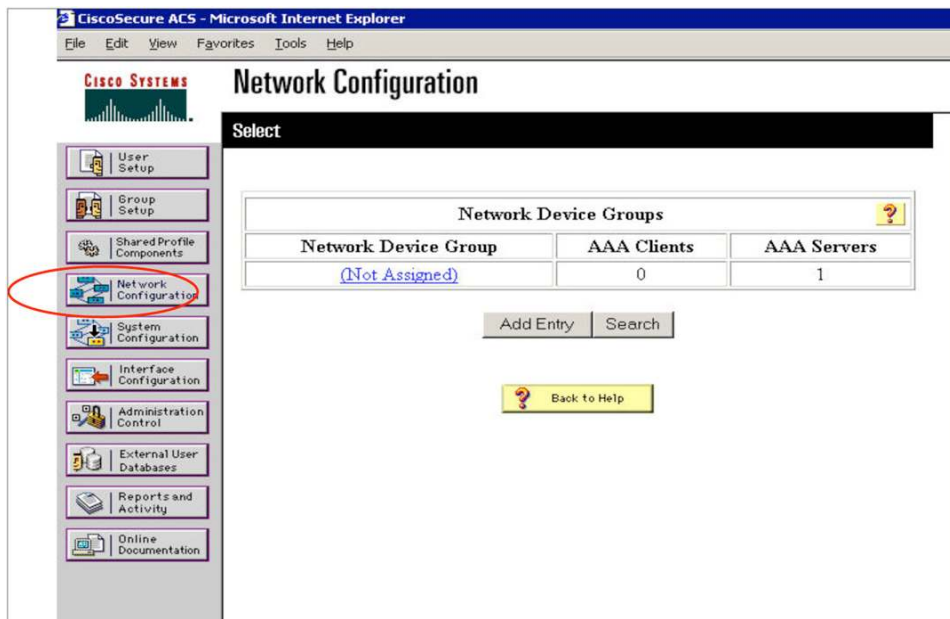 CiscoSecure ACS - Microsoft Internet Explorer
File Edit View Favorites Tools Help
CISCO SYSTEMS
Network Configuration
Select
User
Setup
Group
Setup
Shared Profile
Components
Network
Configuration
System
Configuration
Interface
Configuration
Administration
Control
External User
Databases
Reports and
Activity
Online
Documentation
Network Device Groups
?
Network Device Group AAA Clients AAA Servers
(Not Assigned) 0 1
Add Entry Search
? Back to Help